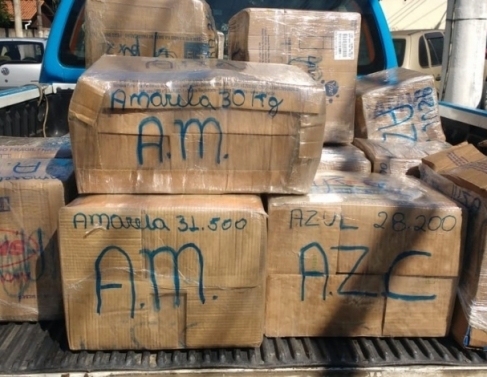 Amarela 30 Kg
A.M.
AZ
Amarela 31.500
A.M.
AZUL 28.200
A.Z.C